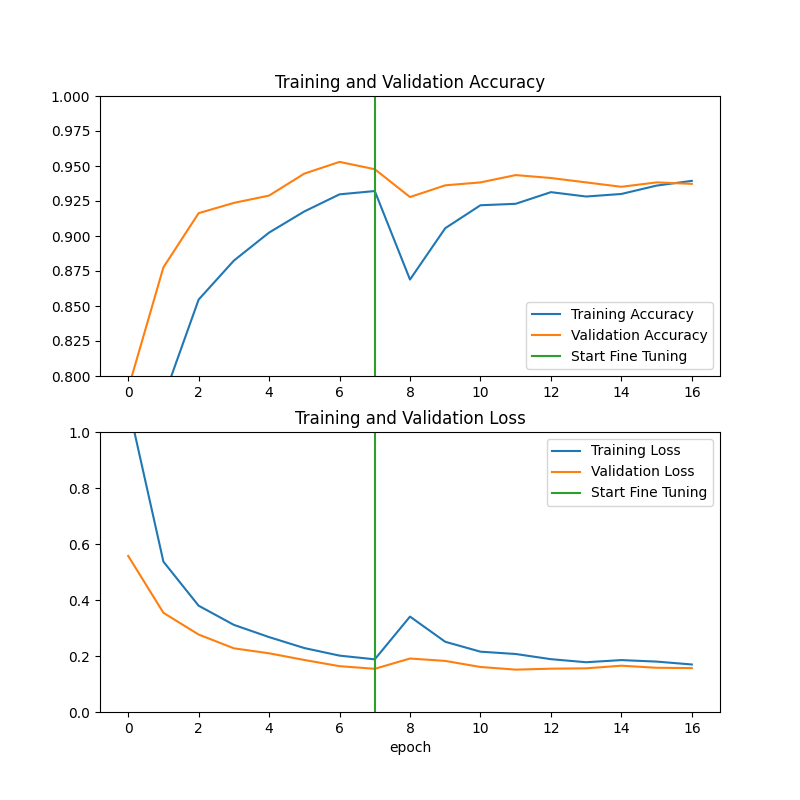 Training and Validation Accuracy
1.000
0.975
0.950
0.925
0.900
0.875
0.850
0.825
0.800
Training Accuracy
Validation Accuracy
Start Fine Tuning
0 2 4 6 8 10 12 14 16
Training and Validation Loss
1.0
0.8
0.6
0.4
0.2
0.0
Training Loss
Validation Loss
Start Fine Tuning
0 2 4 6 8 10 12 14 16
epoch